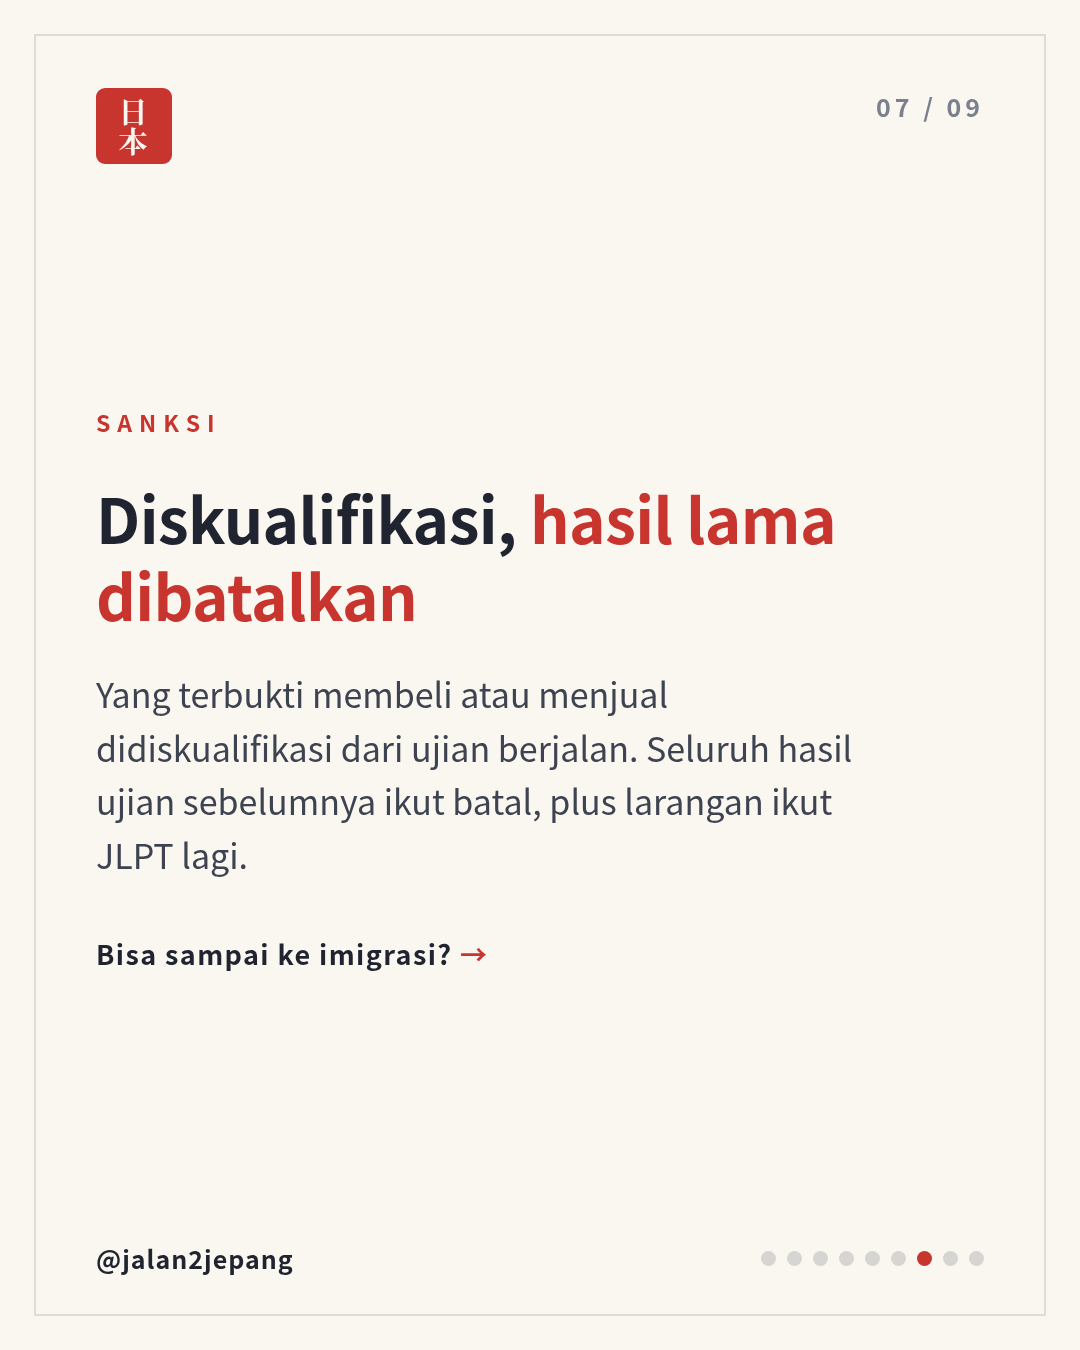 日
本
07 / 09
SANKSI
Diskualifikasi, hasil lama
dibatalkan
Yang terbukti membeli atau menjual
didiskualifikasi dari ujian berjalan. Seluruh hasil
ujian sebelumnya ikut batal, plus larangan ikut
JLPT lagi.
Bisa sampai ke imigrasi? →
@jalan2jepang